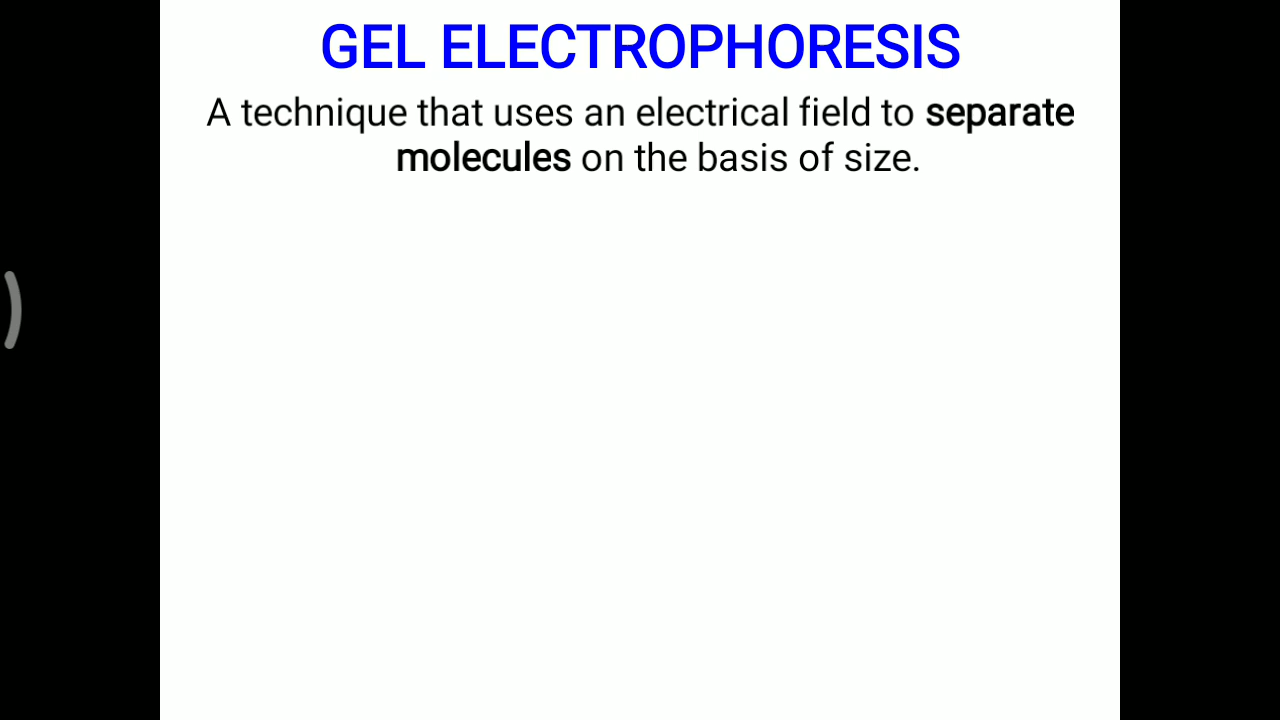 GEL ELECTROPHORESIS
A technique that uses an electrical field to separate
molecules on the basis of size.